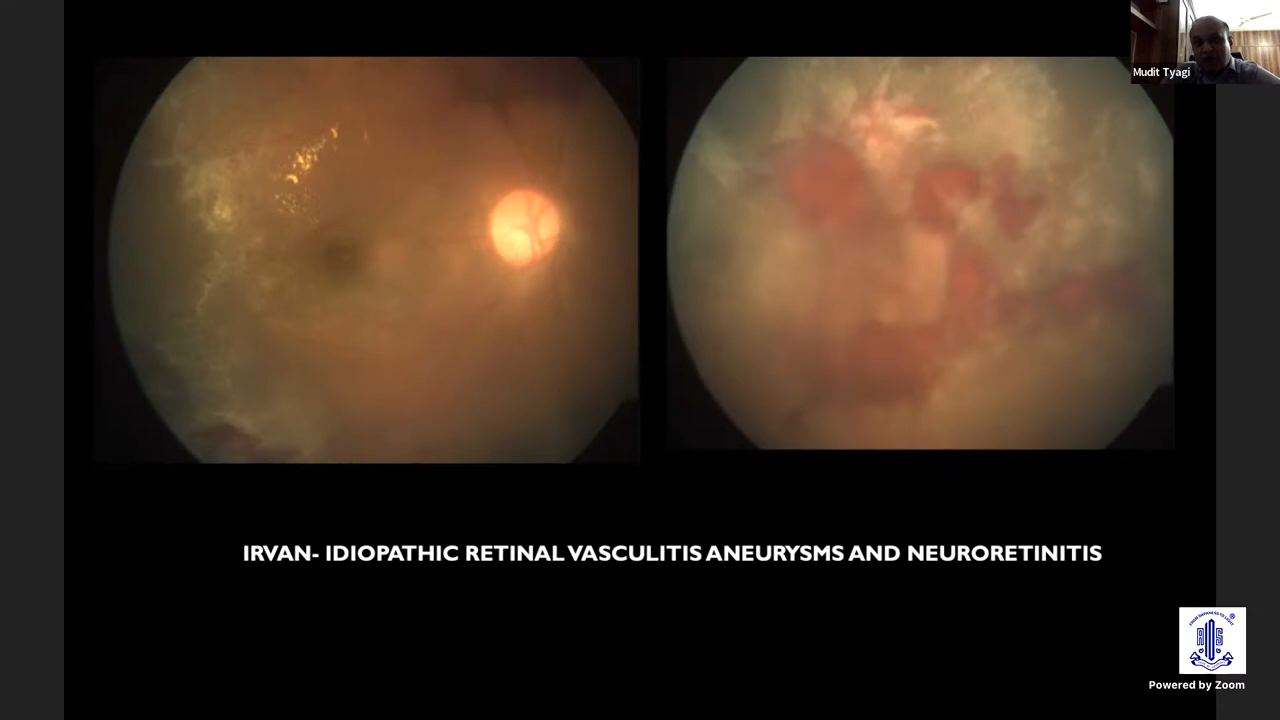 Mudit Tyagi
IRVAN- IDIOPATHIC RETINAL VASCULITIS ANEURYSMS AND NEURORETINITIS
Powered by Zoom